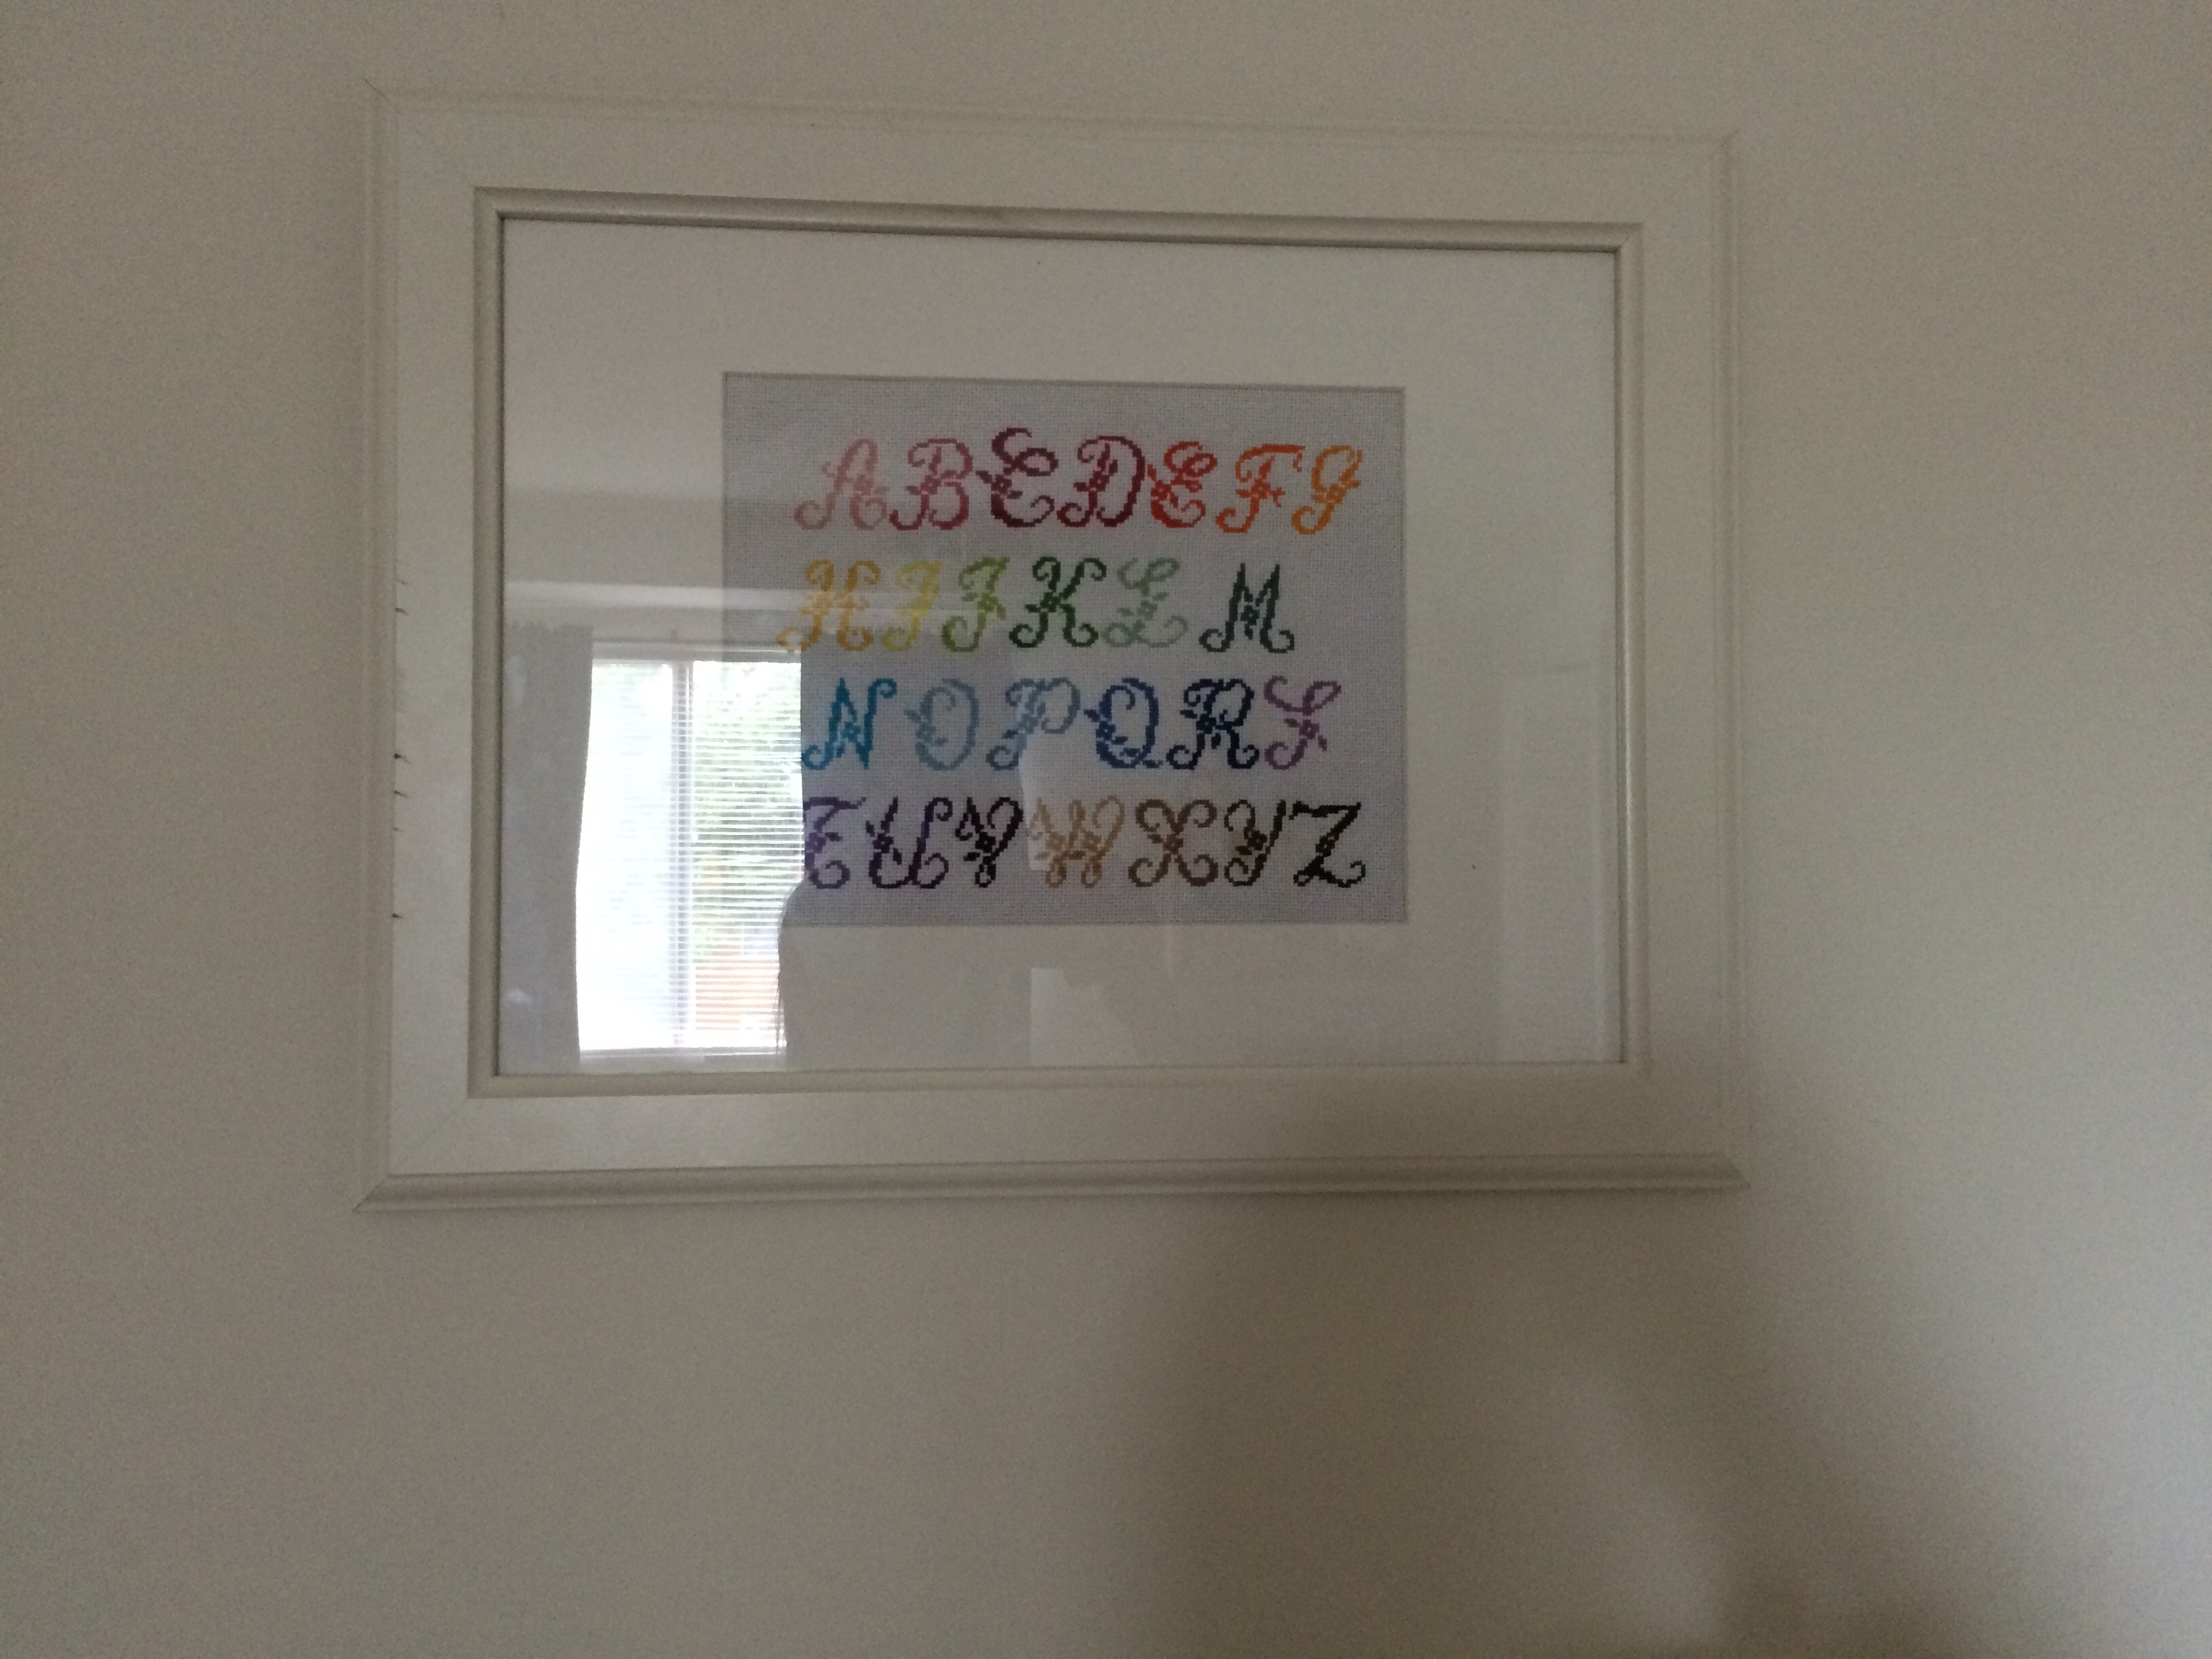 ABCDEFG
HIJKLM
NOPQRS
TUVWXYZ